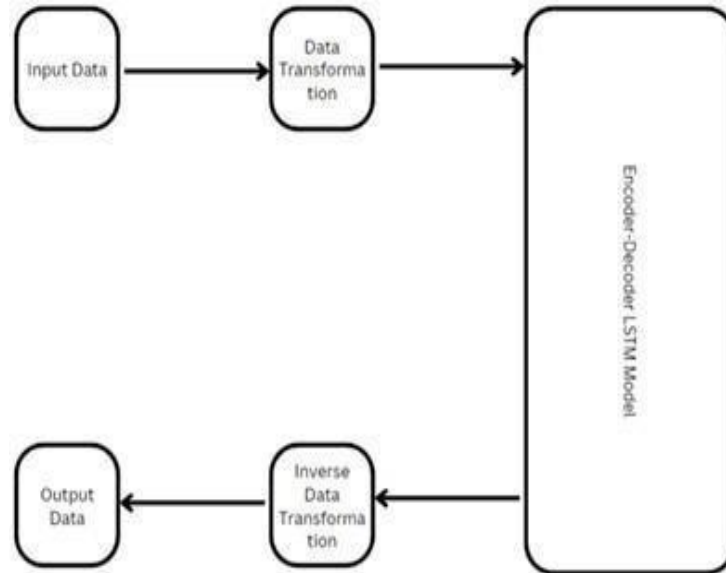 Input Data
Data
Transforma
tion
Encoder-Decoder LSTM Model
Inverse
Data
Transforma
tion
Output
Data